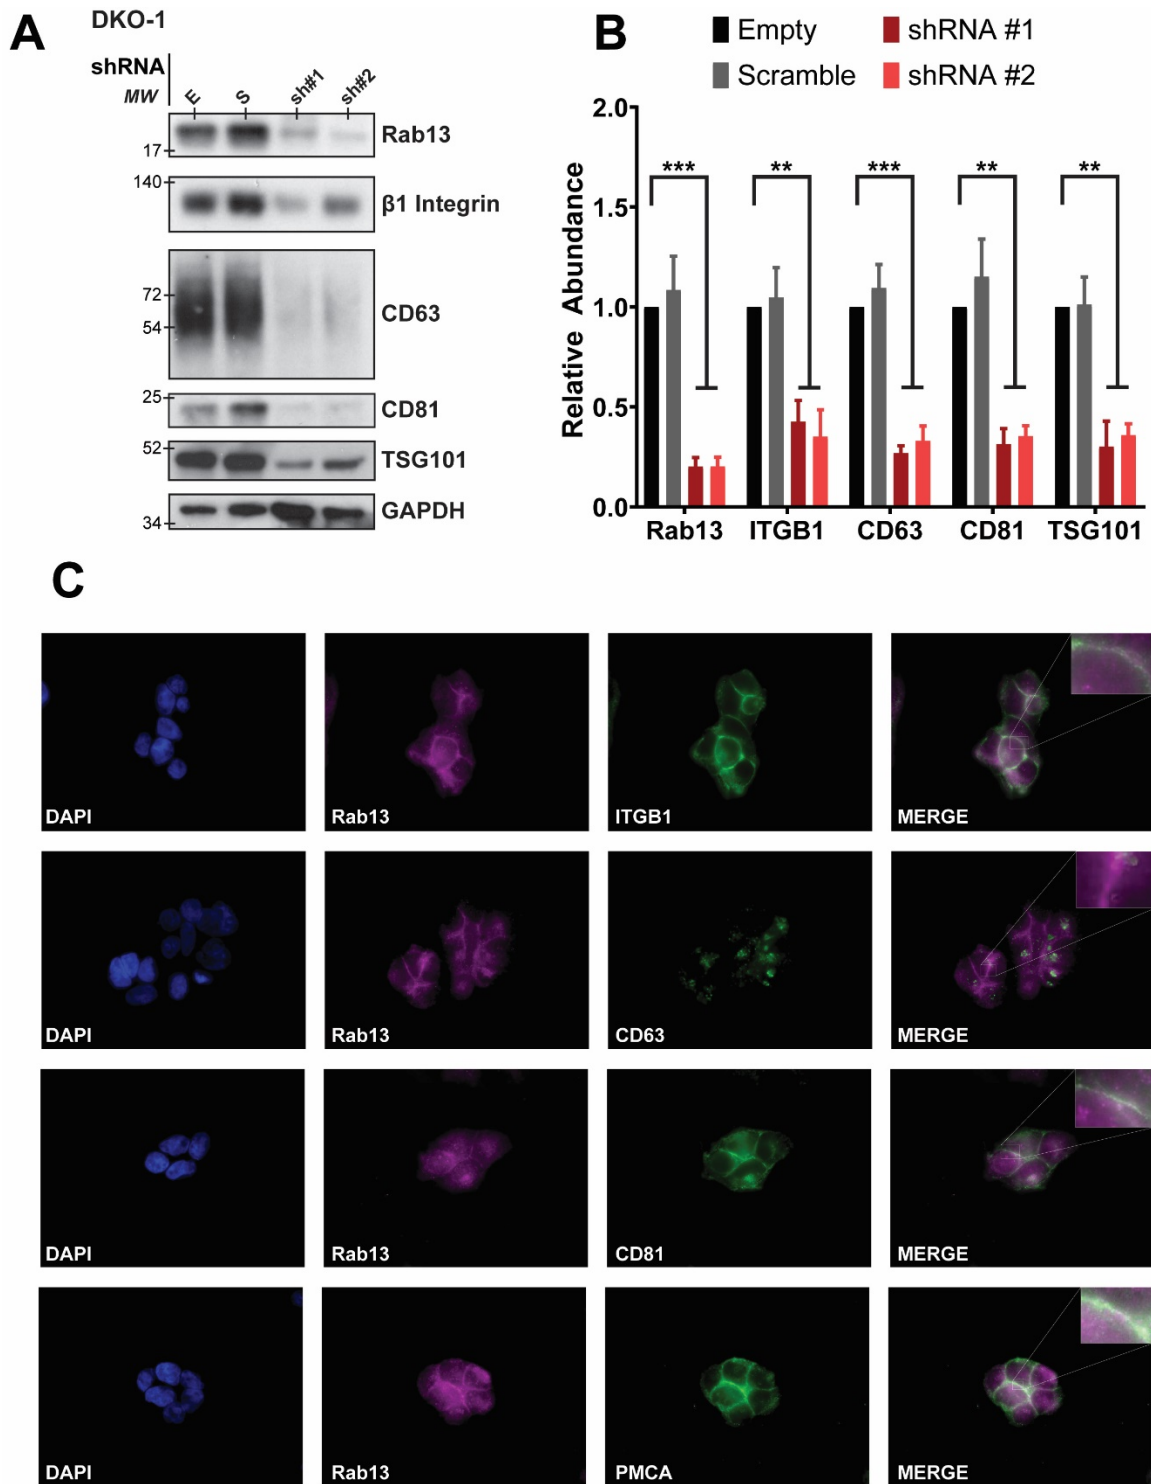 A
DKO-1
shRNA
MW
E
S
sh#1
sh#2
Rab13
17
140
β1 Integrin
72
54
CD63
25
CD81
52
TSG101
34
GAPDH
B
Empty
shRNA #1
Scramble
shRNA #2
Relative Abundance
2.0
1.5
1.0
0.5
0.0
***
**
***
**
**
Rab13
ITGB1
CD63
CD81
TSG101
C
DAPI
Rab13
ITGB1
MERGE
DAPI
Rab13
CD63
MERGE
DAPI
Rab13
CD81
MERGE
DAPI
Rab13
PMCA
MERGE